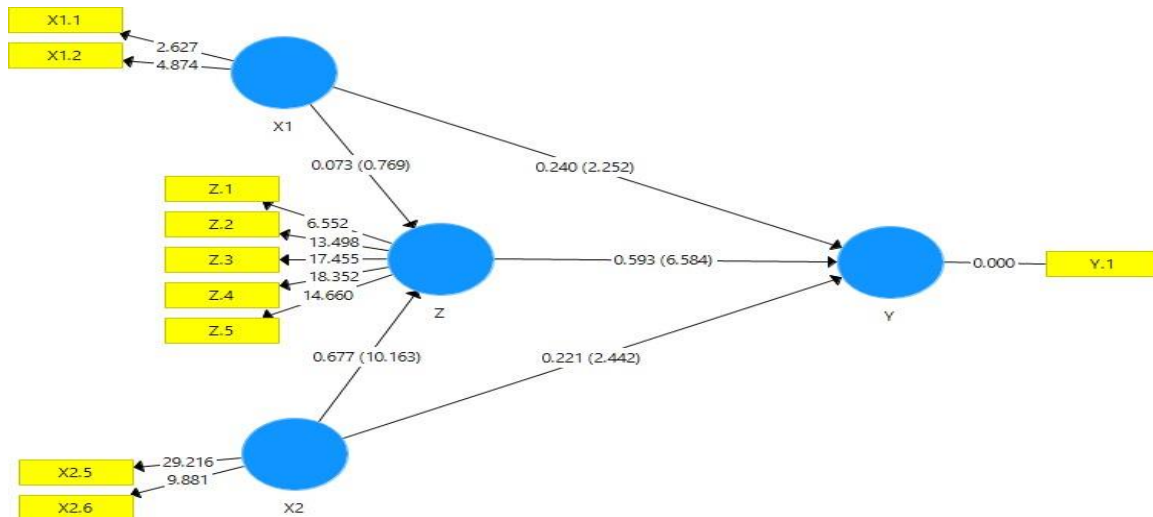 X1.1
2.627
X1.2
4.874
X1
0.073 (0.769)
0.240 (2.252)
Z.1
6.552
Z.2
13.498
Z.3
17.455
Z.4
18.352
Z.5
14.660
Z
0.593 (6.584)
Y
0.000
Y.1
0.677 (10.163)
0.221 (2.442)
X2.5
29.216
X2.6
9.881
X2